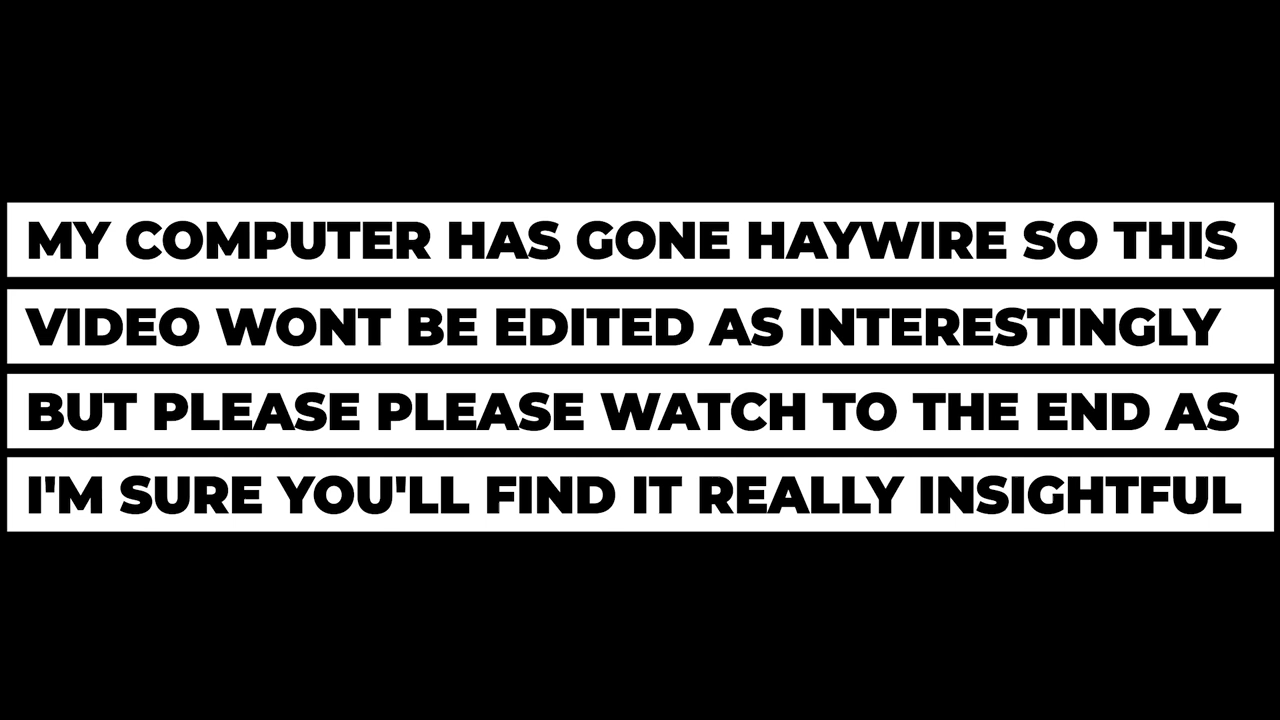 MY COMPUTER HAS GONE HAYWIRE SO THIS
VIDEO WONT BE EDITED AS INTERESTINGLY
BUT PLEASE PLEASE WATCH TO THE END AS
I'M SURE YOU'LL FIND IT REALLY INSIGHTFUL